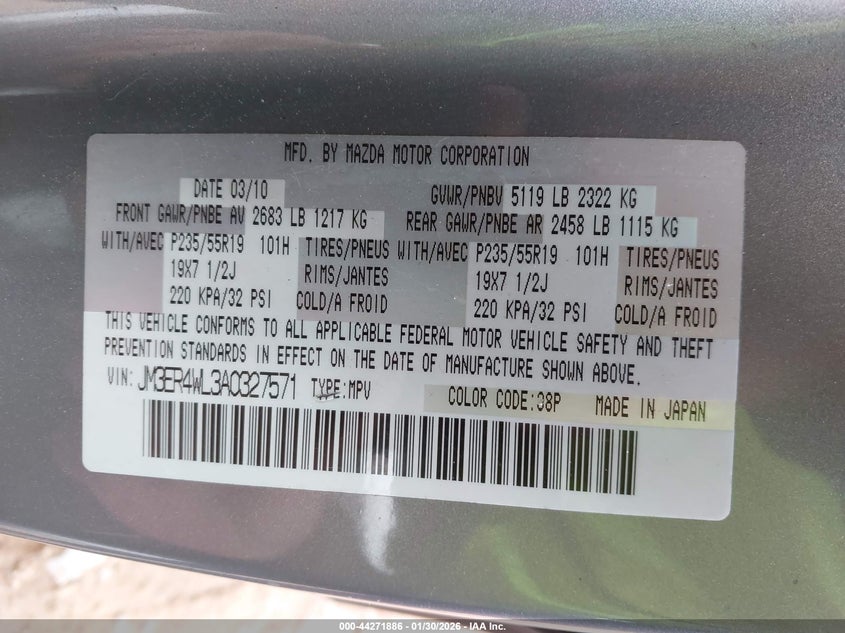 MFD. BY MAZDA MOTOR CORPORATION
DATE 03/10 GVWR/PNBV 5119 LB 2322 KG
FRONT GAWR/PNBE AV 2683 LB 1217 KG REAR GAWR/PNBE AR 2458 LB 1115 KG
WITH/AVEC P235/55R19 101H TIRES/PNEUS WITH/AVEC P235/55R19 101H TIRES/PNEUS
19X7 1/2J RIMS/JANTES 19X7 1/2J RIMS/JANTES
220 KPA/32 PSI COLD/A FROID 220 KPA/32 PSI COLD/A FROID
THIS VEHICLE CONFORMS TO ALL APPLICABLE FEDERAL MOTOR VEHICLE SAFETY AND THEFT
PREVENTION STANDARDS IN EFFECT ON THE DATE OF MANUFACTURE SHOWN ABOVE.
VIN: JM3ER4WL3A0327571 TYPE:MPV COLOR CODE:38P MADE IN JAPAN
000-44271886 - 01/30/2026 - IAA Inc.